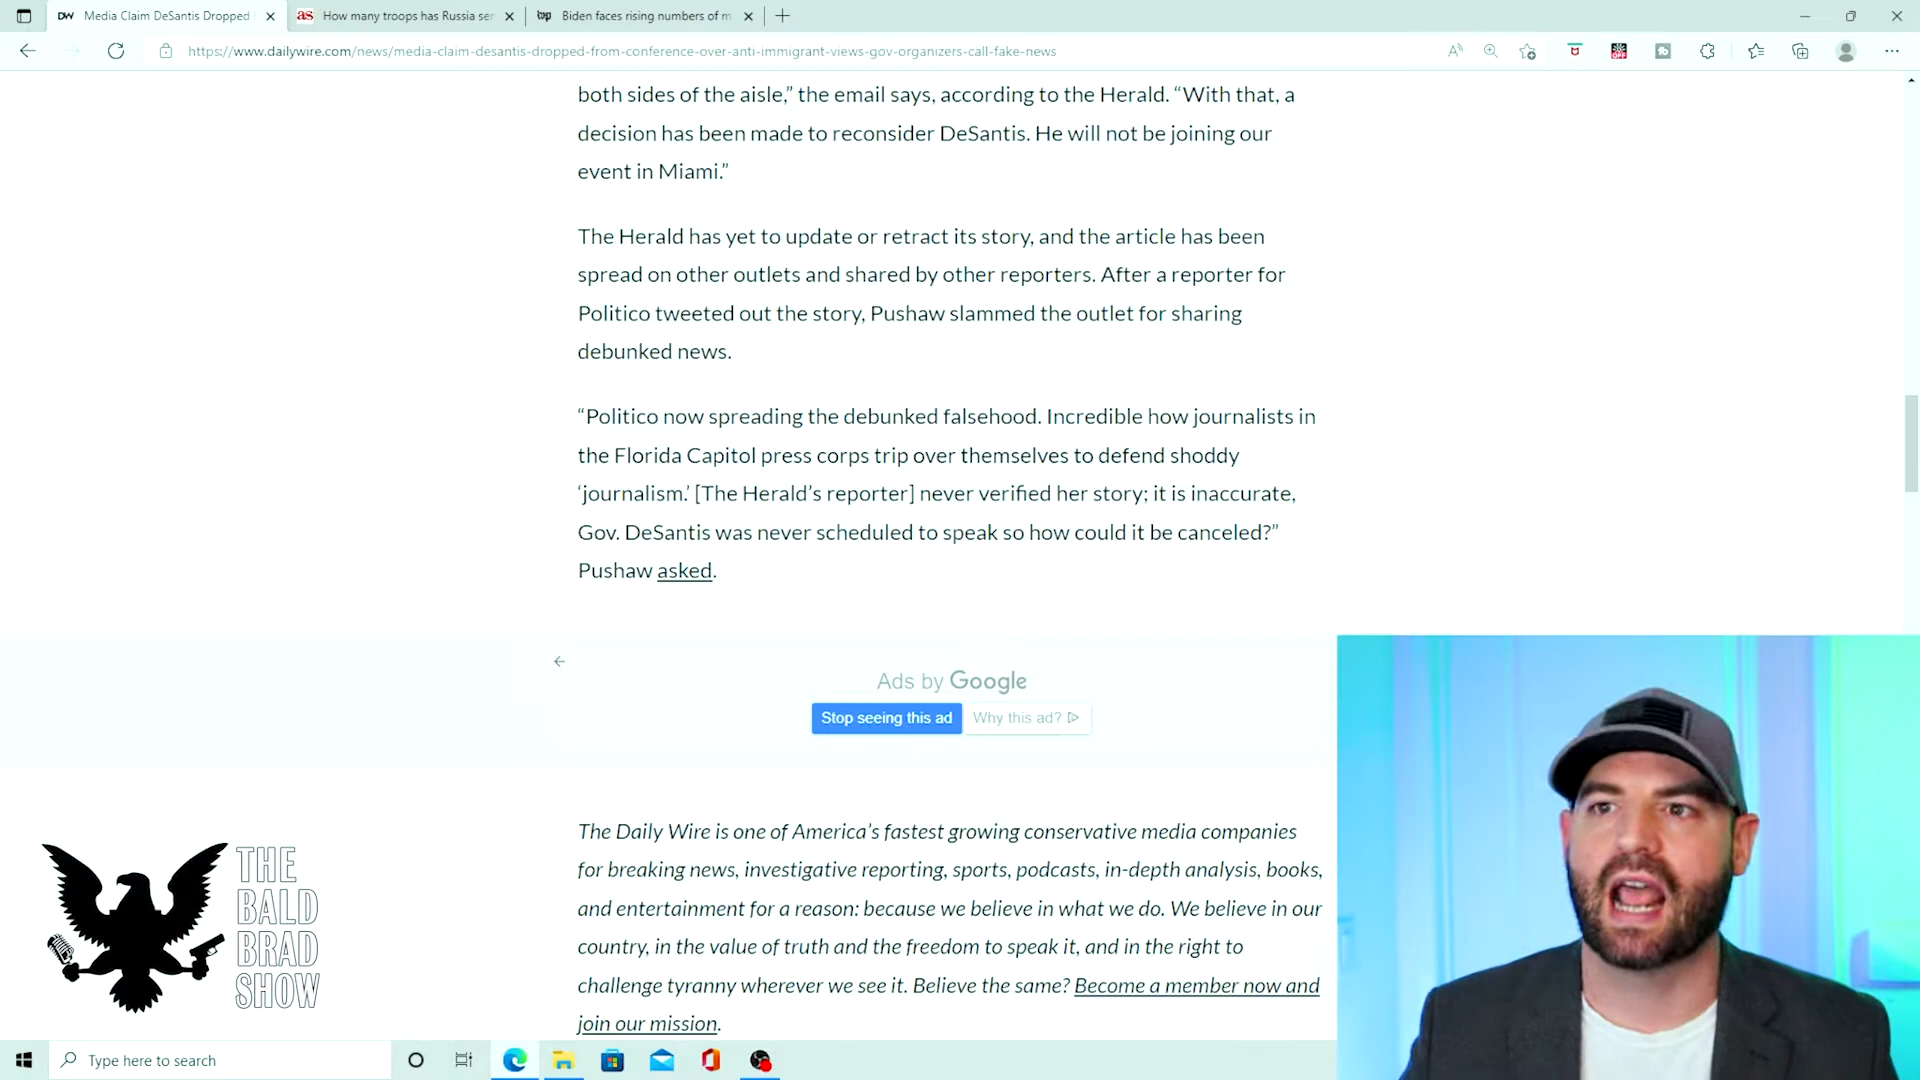 DW Media Claim DeSantis Dropped
as How many troops has Russia ser
Biden faces rising numbers of m
https://www.dailywire.com/news/media-claim-desantis-dropped-from-conference-over-anti-immigrant-views-gov-organizers-call-fake-news
both sides of the aisle,” the email says, according to the Herald. “With that, a
decision has been made to reconsider DeSantis. He will not be joining our
event in Miami.”
The Herald has yet to update or retract its story, and the article has been
spread on other outlets and shared by other reporters. After a reporter for
Politico tweeted out the story, Pushaw slammed the outlet for sharing
debunked news.
“Politico now spreading the debunked falsehood. Incredible how journalists in
the Florida Capitol press corps trip over themselves to defend shoddy
‘journalism.’ [The Herald’s reporter] never verified her story; it is inaccurate,
Gov. DeSantis was never scheduled to speak so how could it be canceled?”
Pushaw asked.
Ads by Google
Stop seeing this ad
Why this ad?
The Daily Wire is one of America’s fastest growing conservative media companies
for breaking news, investigative reporting, sports, podcasts, in-depth analysis, books,
and entertainment for a reason: because we believe in what we do. We believe in our
country, in the value of truth and the freedom to speak it, and in the right to
challenge tyranny wherever we see it. Believe the same? Become a member now and
join our mission.
THE
BALD
BRAD
SHOW
Type here to search